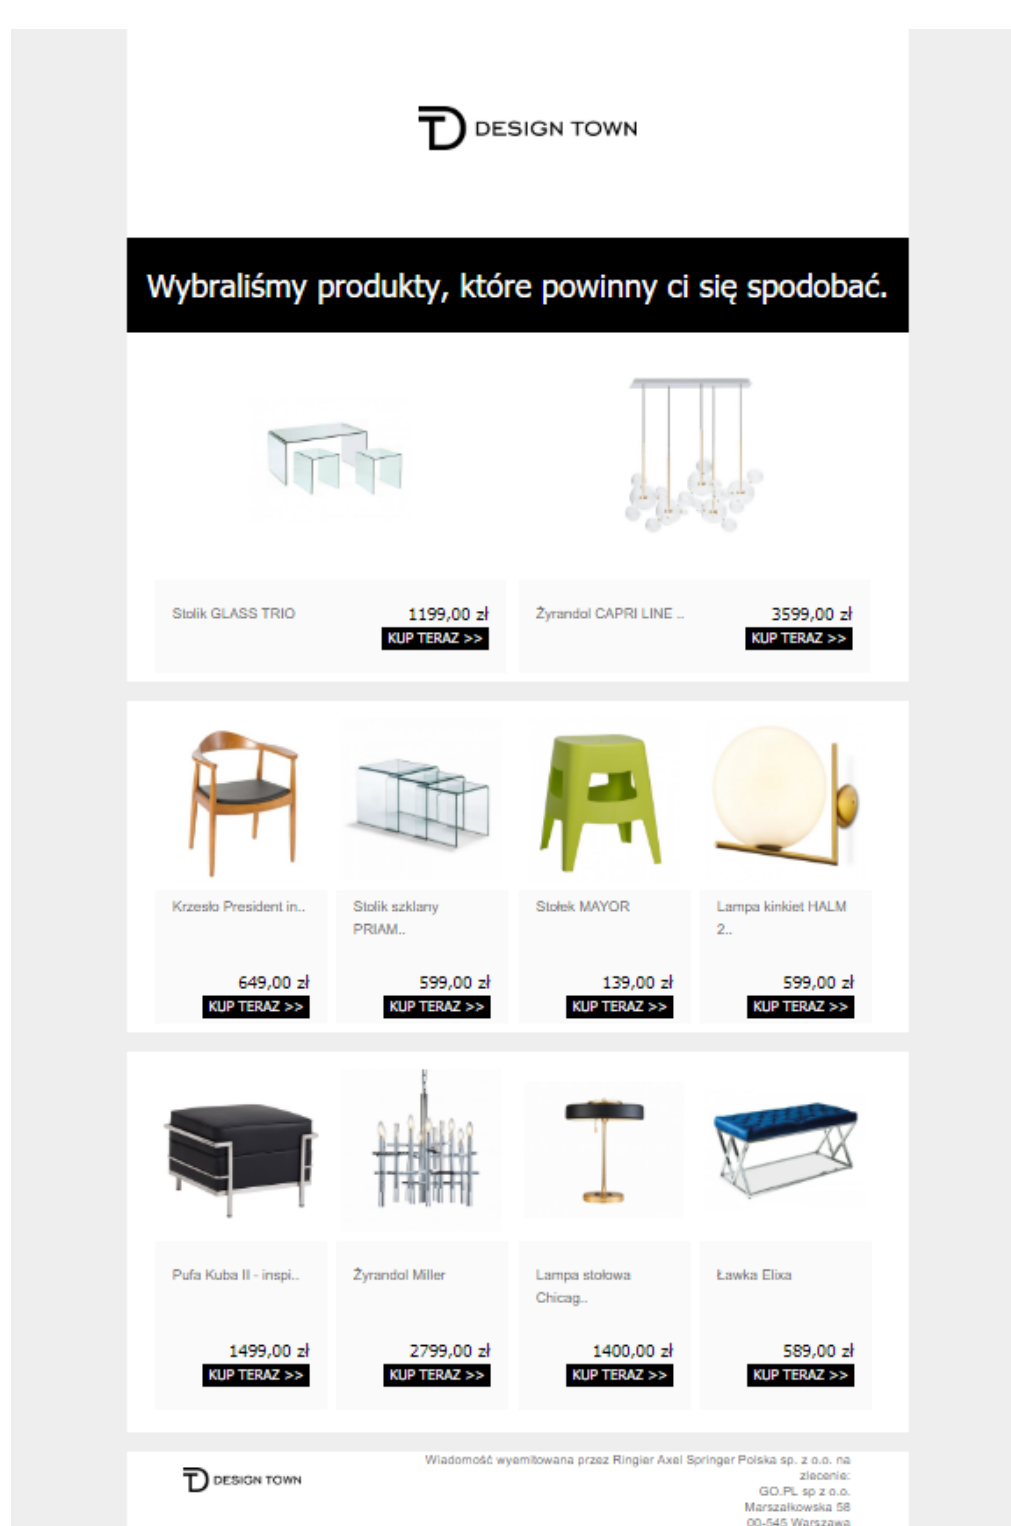 DESIGN TOWN
Wybraliśmy produkty, które powinny ci się spodobać.
Stolik GLASS TRIO
1199,00 zł
KUP TERAZ >>
Żyrandol CAPRI LINE ..
3599,00 zł
KUP TERAZ >>
Krzesło President in..
649,00 zł
KUP TERAZ >>
Stolik szklany
PRIAM..
599,00 zł
KUP TERAZ >>
Stołek MAYOR
139,00 zł
KUP TERAZ >>
Lampa kinkiet HALM
2..
599,00 zł
KUP TERAZ >>
Pufa Kuba II - inspi..
1499,00 zł
KUP TERAZ >>
Żyrandol Miller
2799,00 zł
KUP TERAZ >>
Lampa stołowa
Chicag..
1400,00 zł
KUP TERAZ >>
Ławka Elixa
589,00 zł
KUP TERAZ >>
DESIGN TOWN
Wiadomość wyemitowana przez Ringier Axel Springer Polska sp. z o.o. na
zlecenie:
GO.PL sp z o.o.
Marszałkowska 58
00-545 Warszawa